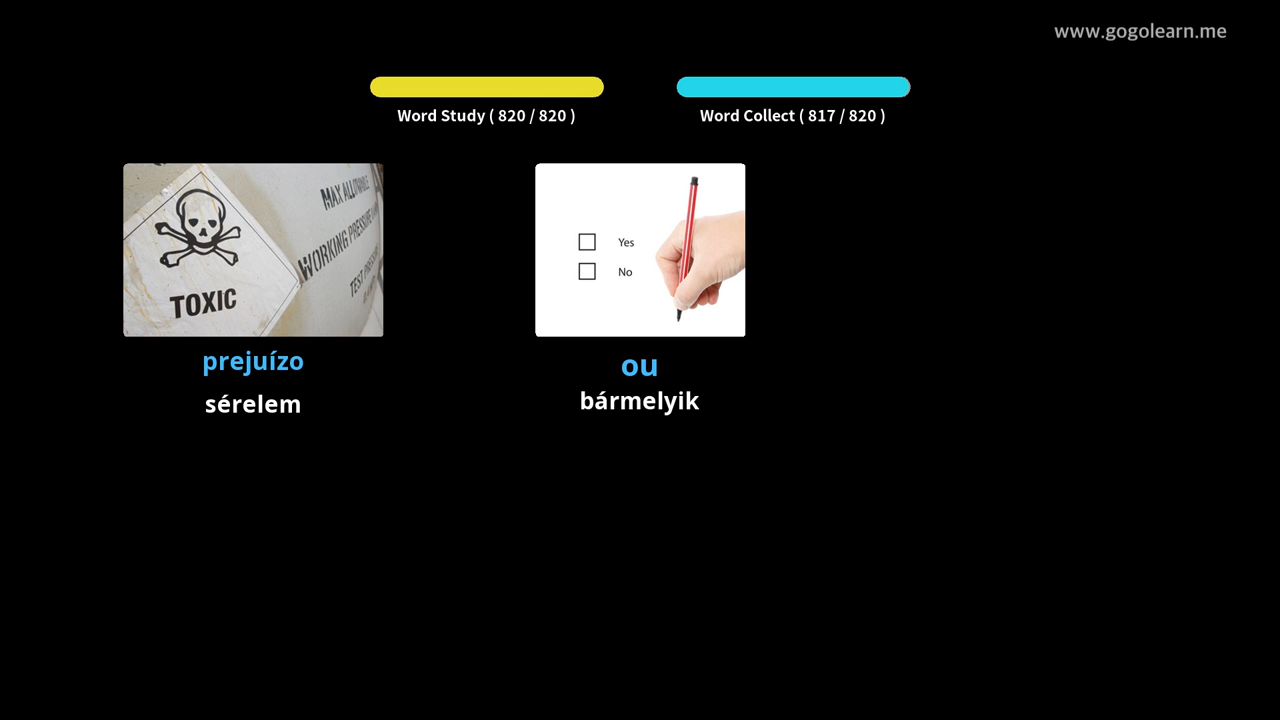 www.gogolearn.me
Word Study ( 820 / 820 )
Word Collect ( 817 / 820 )
MAX ALLOWABLE
WORKING PRESSURE
TEST
TOXIC
Yes
No
prejuízo
sérelem
ou
bármelyik